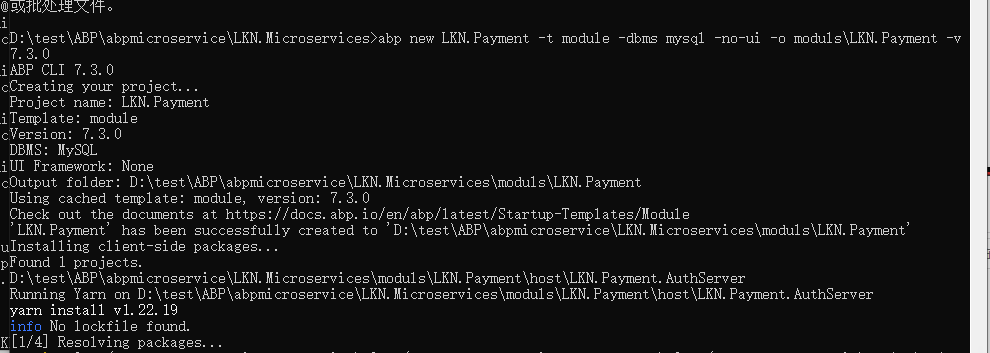 @或批处理文件。
i
cD:\test\ABP\abpmicroservice\LKN.Microservices>abp new LKN.Payment -t module -dbms mysql -no-ui -o moduls\LKN.Payment -v
7.3.0
iABP CLI 7.3.0
cCreating your project...
Project name: LKN.Payment
iTemplate: module
cVersion: 7.3.0
DBMS: MySQL
iUI Framework: None
cOutput folder: D:\test\ABP\abpmicroservice\LKN.Microservices\moduls\LKN.Payment
Using cached template: module, version: 7.3.0
Check out the documents at https://docs.abp.io/en/abp/latest/Startup-Templates/Module
'LKN.Payment' has been successfully created to 'D:\test\ABP\abpmicroservice\LKN.Microservices\moduls\LKN.Payment'
uInstalling client-side packages...
pFound 1 projects.
.D:\test\ABP\abpmicroservice\LKN.Microservices\moduls\LKN.Payment\host\LKN.Payment.AuthServer
Running Yarn on D:\test\ABP\abpmicroservice\LKN.Microservices\moduls\LKN.Payment\host\LKN.Payment.AuthServer
yarn install v1.22.19
info No lockfile found.
K[1/4] Resolving packages...